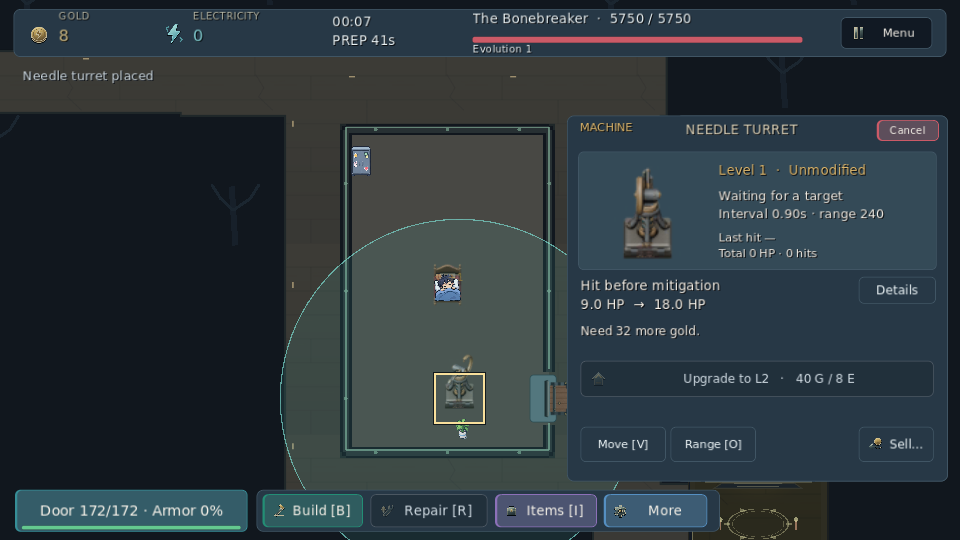 GOLD
8
ELECTRICITY
0
00:07
PREP 41s
The Bonebreaker · 5750 / 5750
Evolution 1
Menu
Needle turret placed
MACHINE
NEEDLE TURRET
Cancel
Level 1 · Unmodified
Waiting for a target
Interval 0.90s · range 240
Last hit —
Total 0 HP · 0 hits
Hit before mitigation
9.0 HP → 18.0 HP
Details
Need 32 more gold.
Upgrade to L2 · 40 G / 8 E
Move [V]
Range [O]
Sell...
Door 172/172 · Armor 0%
Build [B]
Repair [R]
Items [I]
More